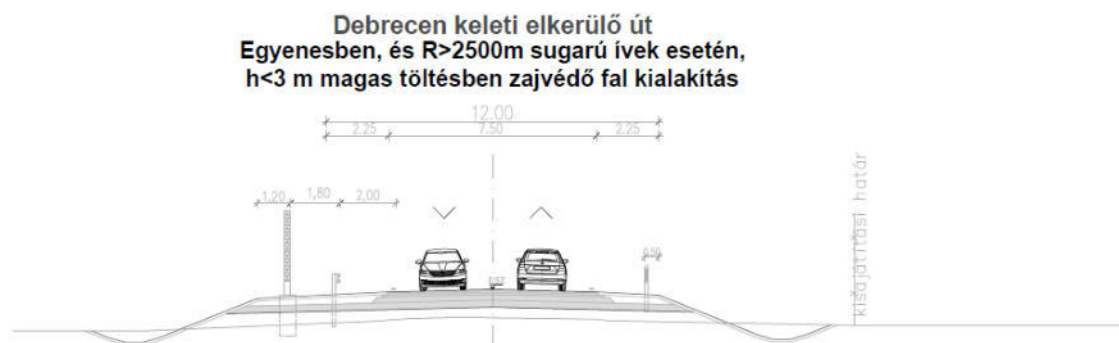 Debrecen keleti elkerülő út
Egyenesben, és R>2500m sugarú ívek esetén,
h<3 m magas töltésben zajvédő fal kialakítás
12.00
2.25 7.50 2.25
1,20 1,80 2,00
0.50
kisajátítási határ